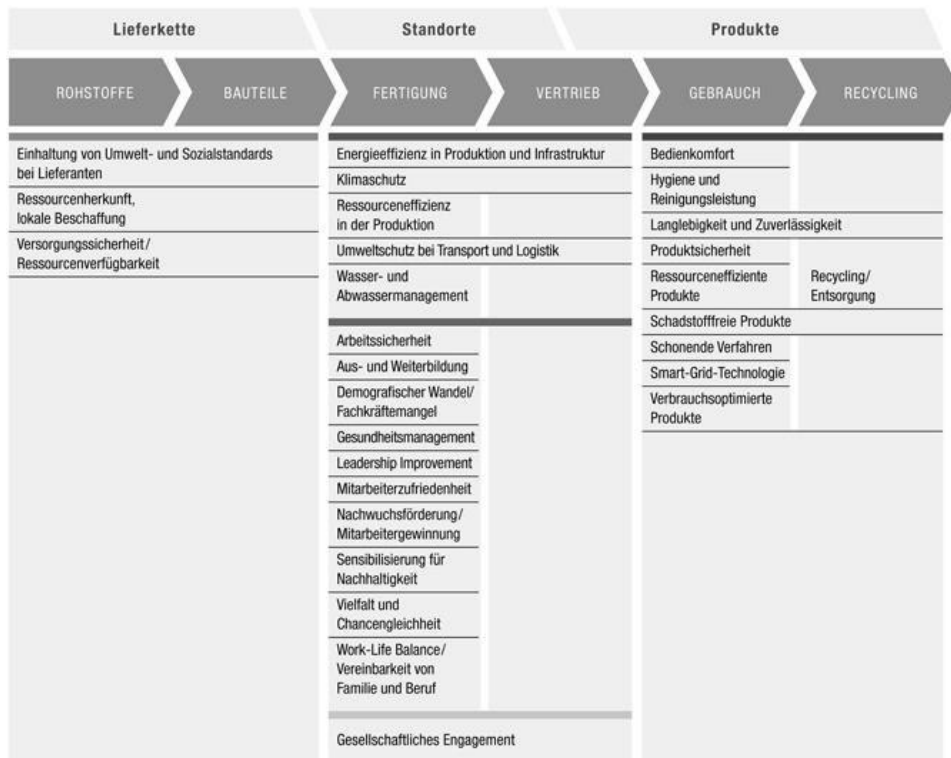 Lieferkette
Standorte
Produkte
ROHSTOFFE
BAUTEILE
FERTIGUNG
VERTRIEB
GEBRAUCH
RECYCLING
Einhaltung von Umwelt- und Sozialstandards
bei Lieferanten
Ressourcenherkunft,
lokale Beschaffung
Versorgungssicherheit/
Ressourcenverfügbarkeit
Energieeffizienz in Produktion und Infrastruktur
Klimaschutz
Ressourceneffizienz
in der Produktion
Umweltschutz bei Transport und Logistik
Wasser- und
Abwassermanagement
Arbeitssicherheit
Aus- und Weiterbildung
Demografischer Wandel/
Fachkräftemangel
Gesundheitsmanagement
Leadership Improvement
Mitarbeiterzufriedenheit
Nachwuchsförderung/
Mitarbeitergewinnung
Sensibilisierung für
Nachhaltigkeit
Vielfalt und
Chancengleichheit
Work-Life Balance/
Vereinbarkeit von
Familie und Beruf
Gesellschaftliches Engagement
Bedienkomfort
Hygiene und
Reinigungsleistung
Langlebigkeit und Zuverlässigkeit
Produktsicherheit
Ressourceneffiziente
Produkte
Recycling/
Entsorgung
Schadstofffreie Produkte
Schonende Verfahren
Smart-Grid-Technologie
Verbrauchsoptimierte
Produkte